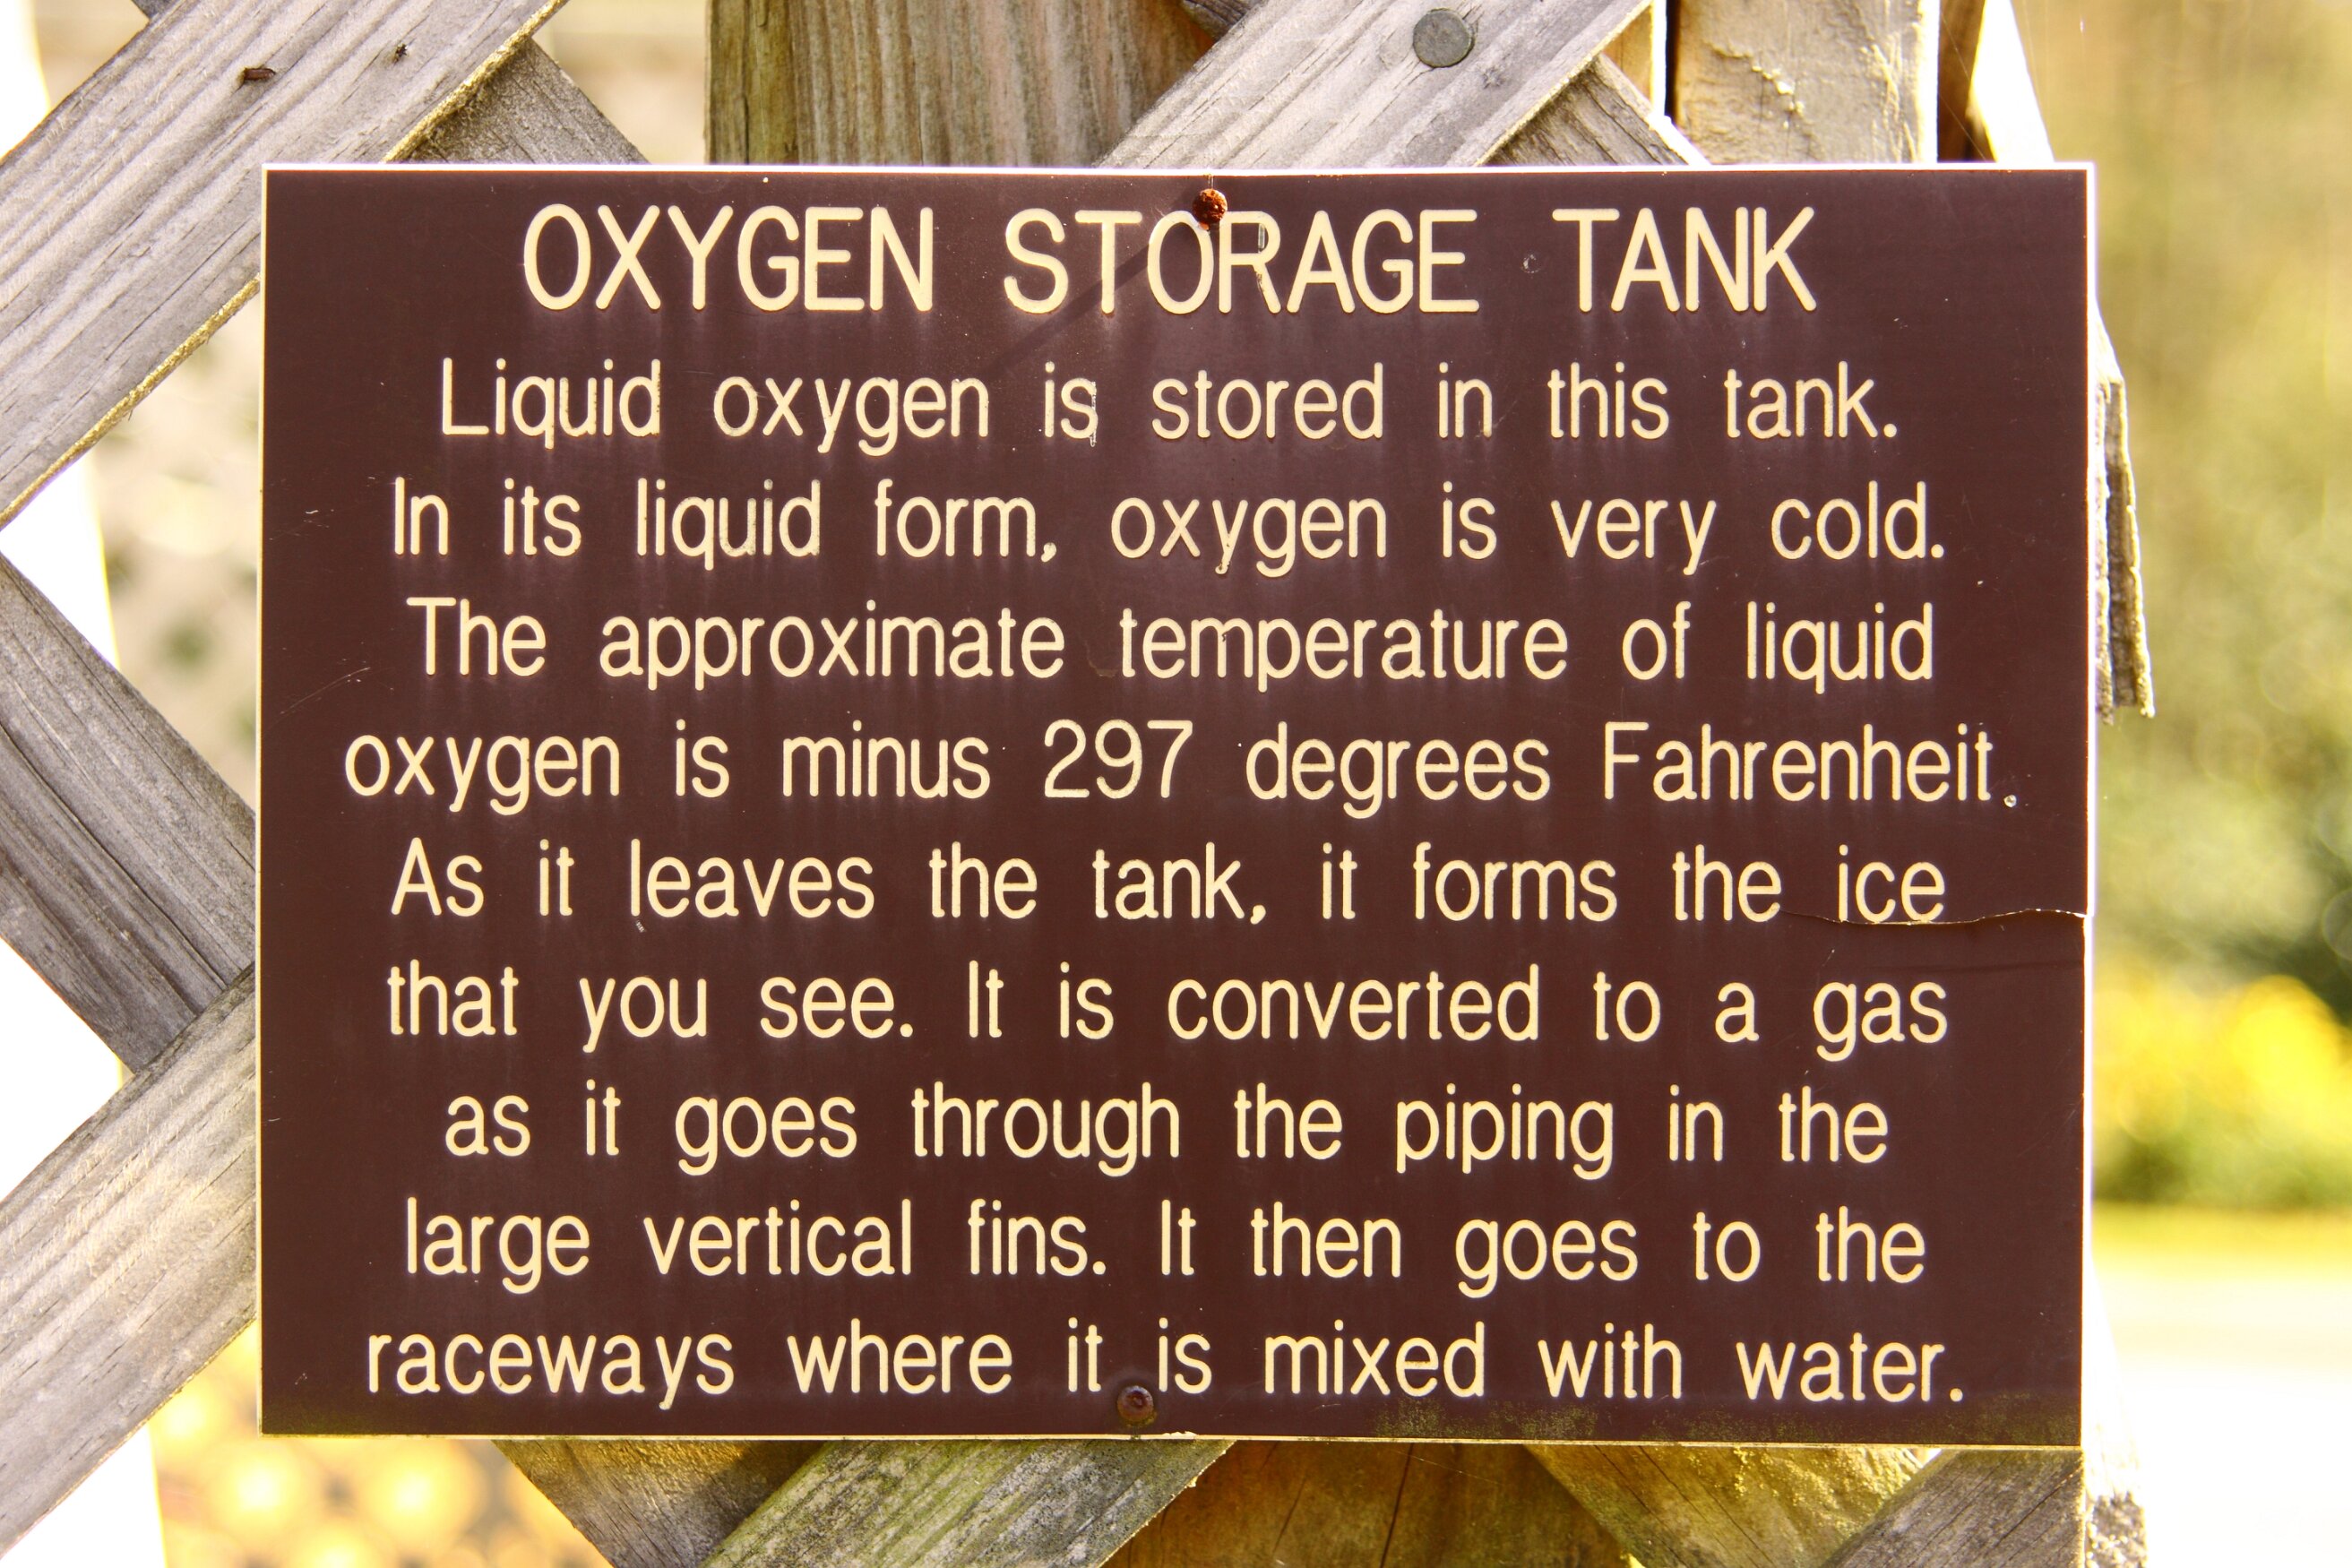 OXYGEN STORAGE TANK
Liquid oxygen is stored in this tank.
In its liquid form, oxygen is very cold.
The approximate temperature of liquid
oxygen is minus 297 degrees Fahrenheit.
As it leaves the tank, it forms the ice
that you see. It is converted to a gas
as it goes through the piping in the
large vertical fins. It then goes to the
raceways where it is mixed with water.